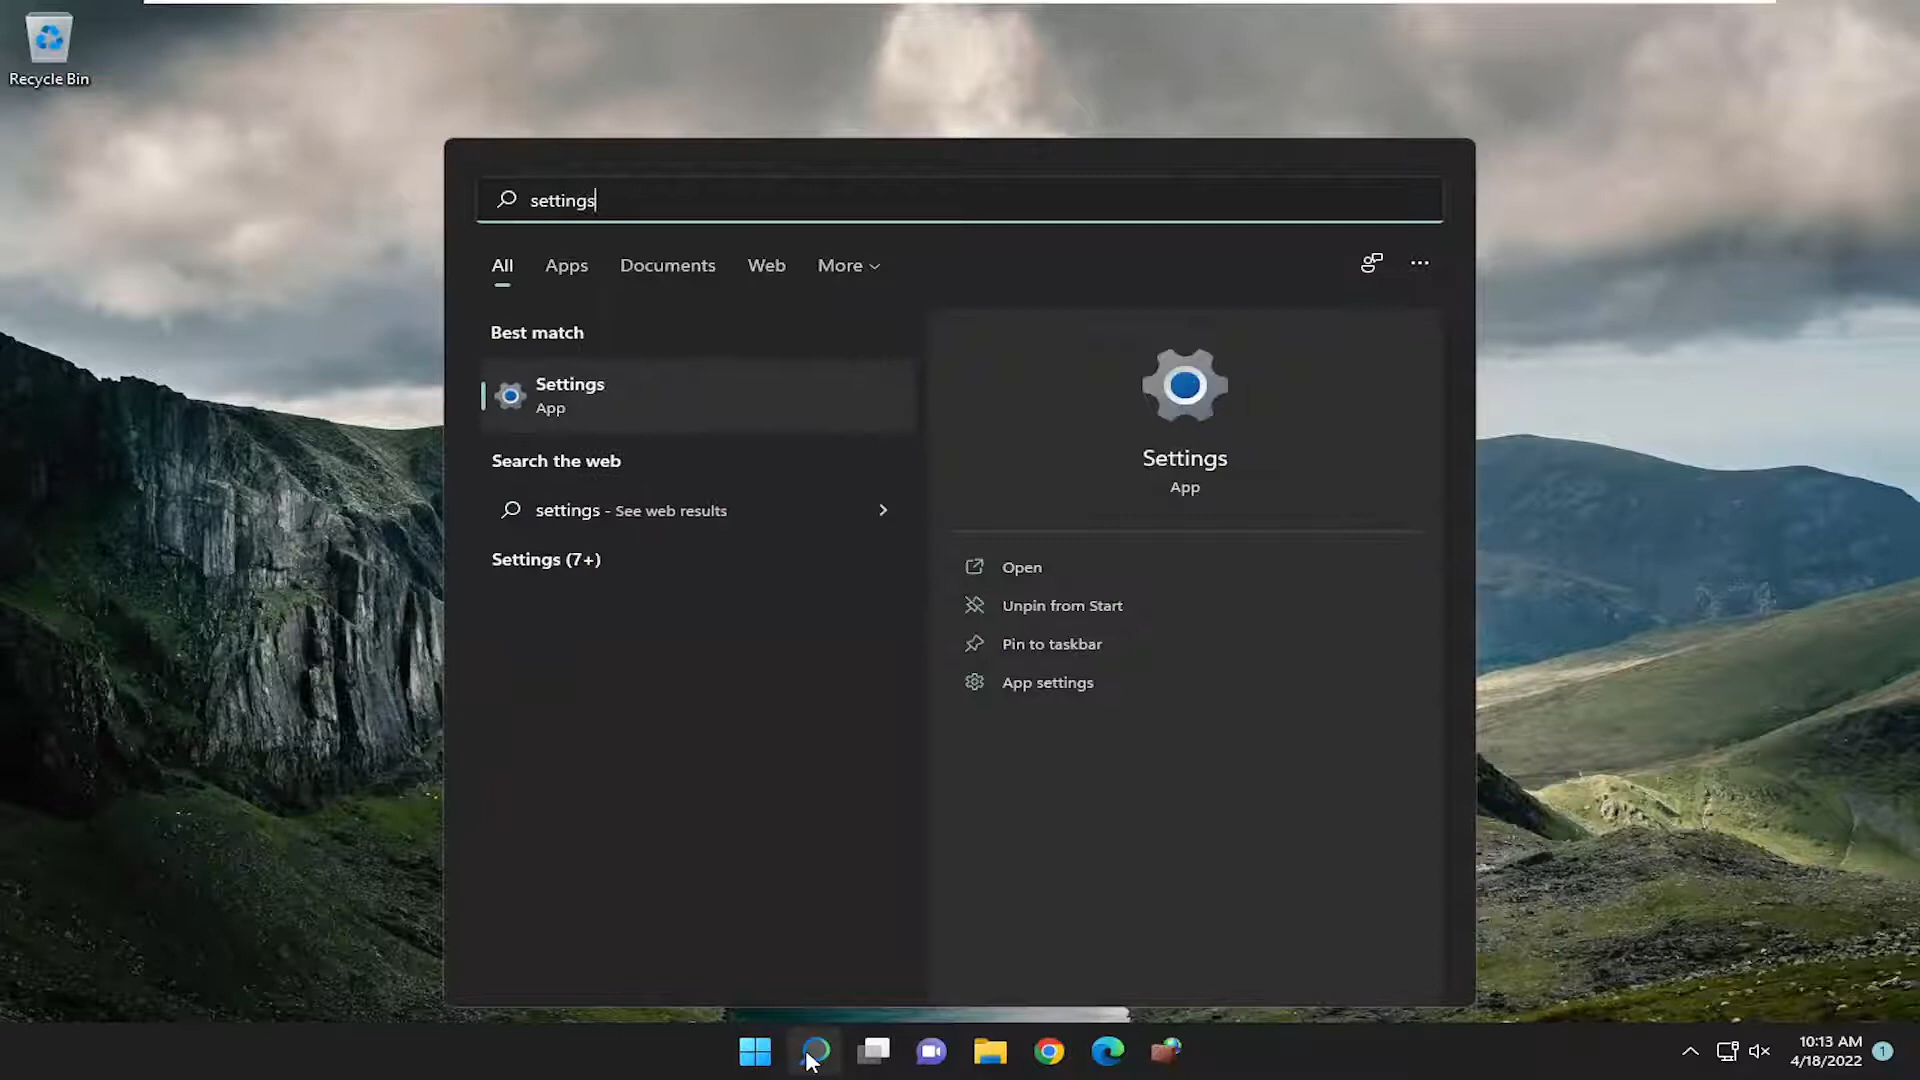 Recycle Bin
settings
All Apps Documents Web More
Best match
Settings
App
Search the web
settings - See web results
Settings (7+)
Settings
App
Open
Unpin from Start
Pin to taskbar
App settings
10:13 AM
4/18/2022
1